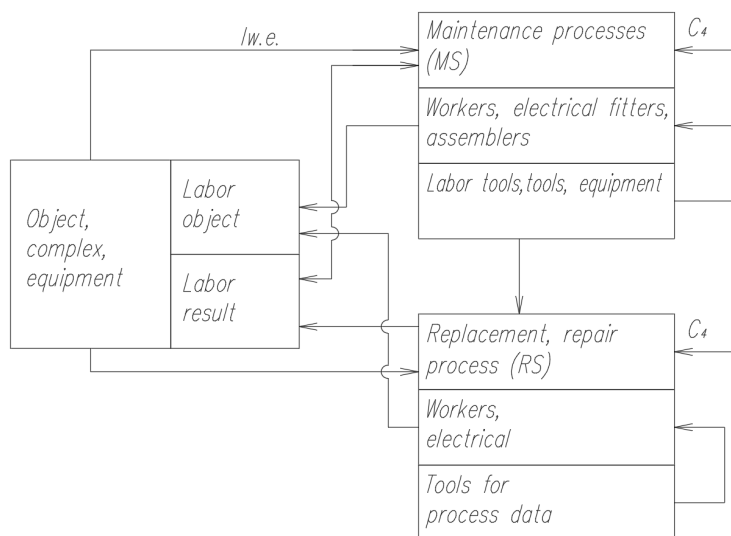 Iw.e.
Maintenance processes
(MS)
C4
Workers, electrical fitters,
assemblers
Labor tools,tools, equipment
Object,
complex,
equipment
Labor
object
Labor
result
Replacement, repair
process (RS)
C4
Workers,
electrical
Tools for
process data